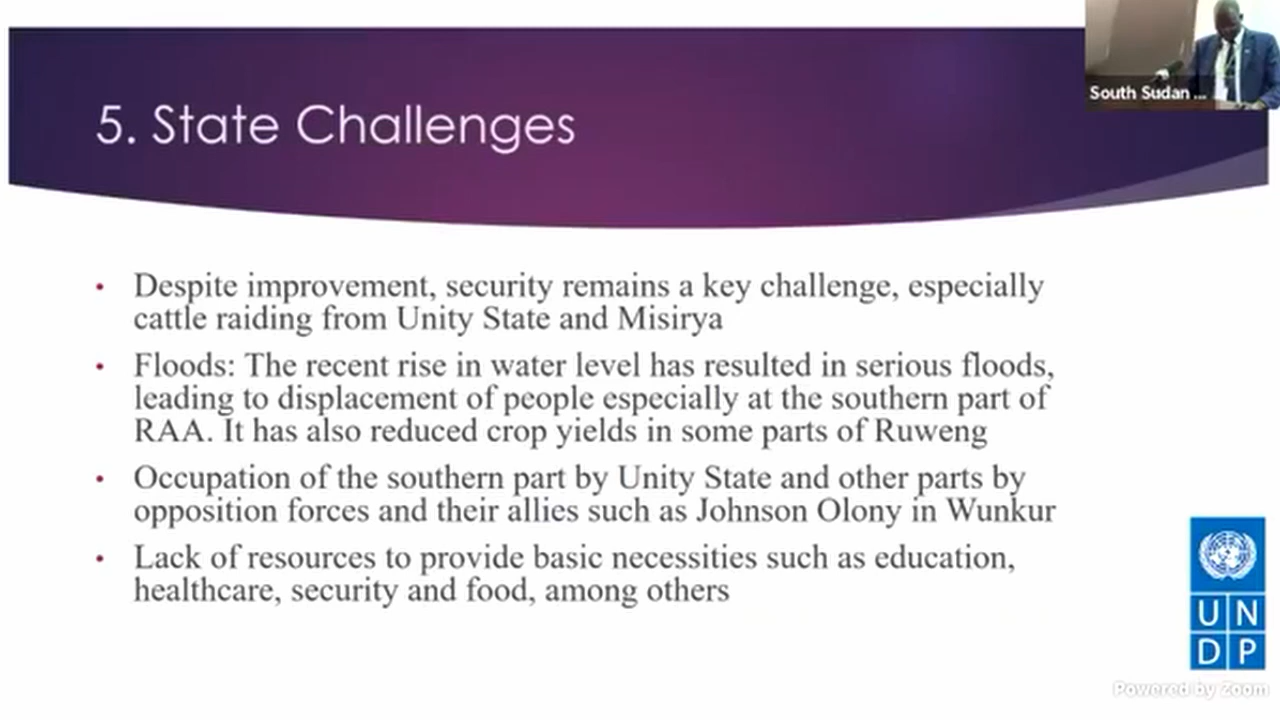 South Sudan ...
5. State Challenges
• Despite improvement, security remains a key challenge, especially
cattle raiding from Unity State and Misirya
• Floods: The recent rise in water level has resulted in serious floods,
leading to displacement of people especially at the southern part of
RAA. It has also reduced crop yields in some parts of Ruweng
• Occupation of the southern part by Unity State and other parts by
opposition forces and their allies such as Johnson Olony in Wunkur
• Lack of resources to provide basic necessities such as education,
healthcare, security and food, among others
U N
D P
Powered by Zoom